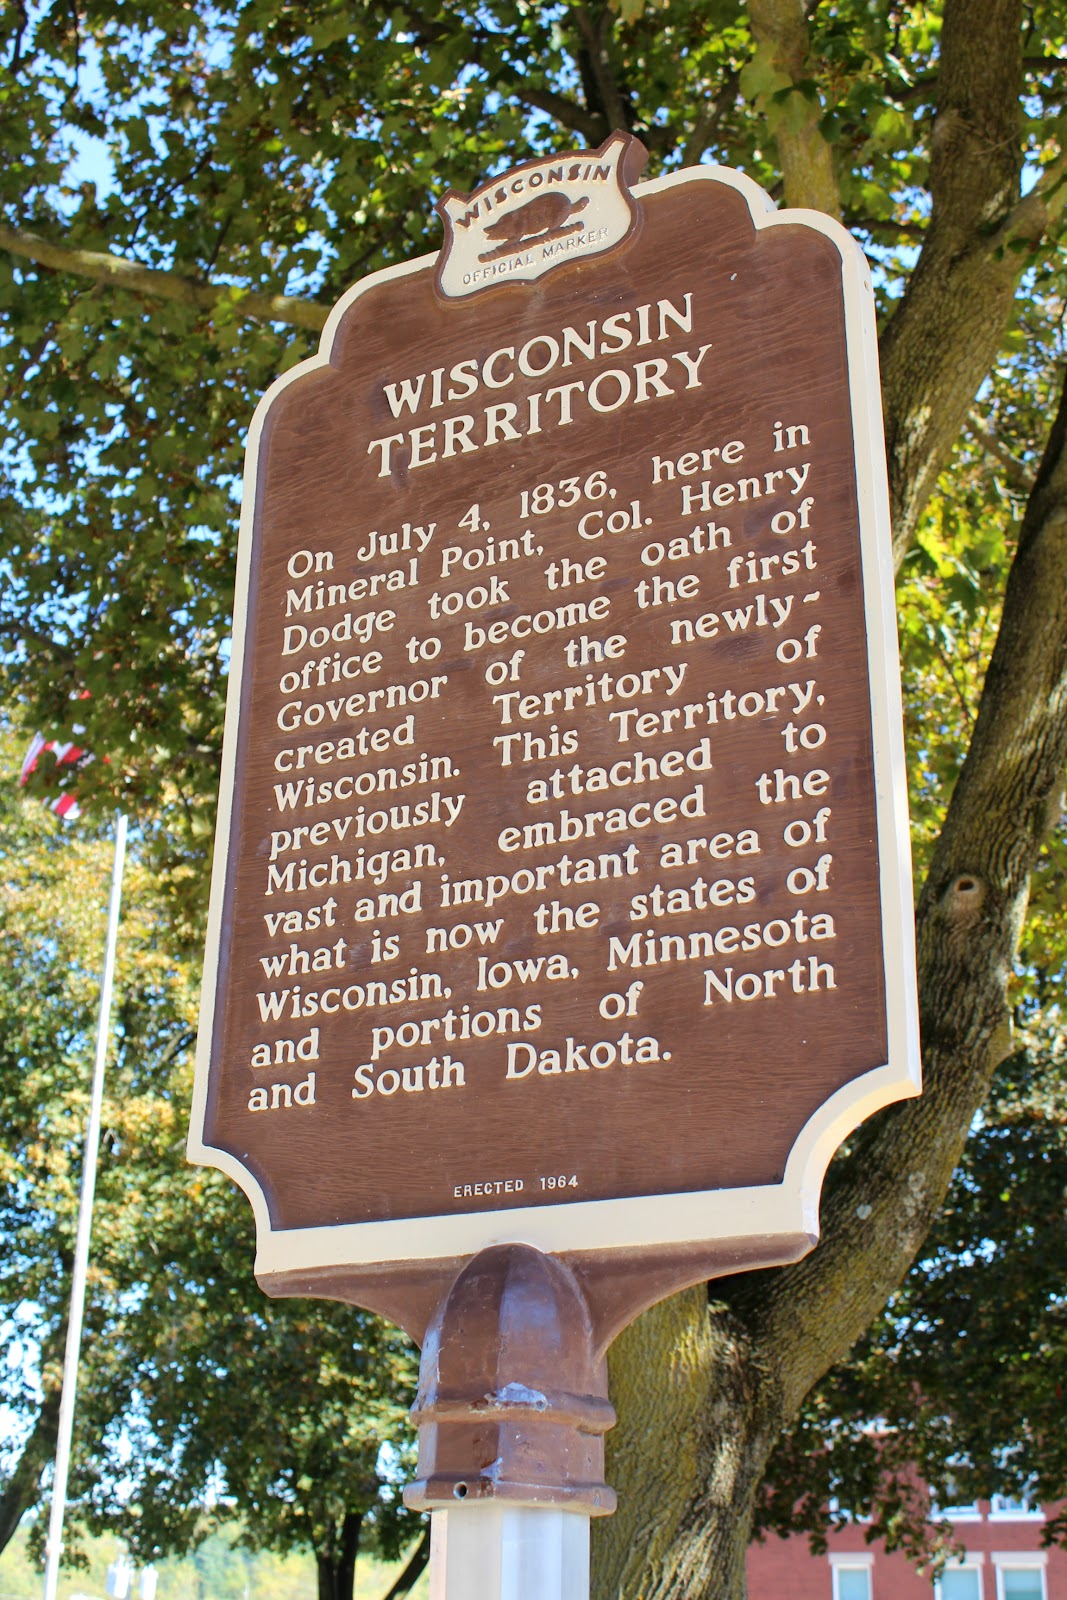 WISCONSIN
OFFICIAL MARKER
WISCONSIN
TERRITORY
On July 4, 1836, here in
Mineral Point, Col. Henry
Dodge took the oath of
office to become the first
Governor of the newly-
created Territory of
Wisconsin. This Territory,
previously attached to
Michigan, embraced the
vast and important area of
what is now the states of
Wisconsin, Iowa, Minnesota
and portions of North
and South Dakota.
ERECTED 1964